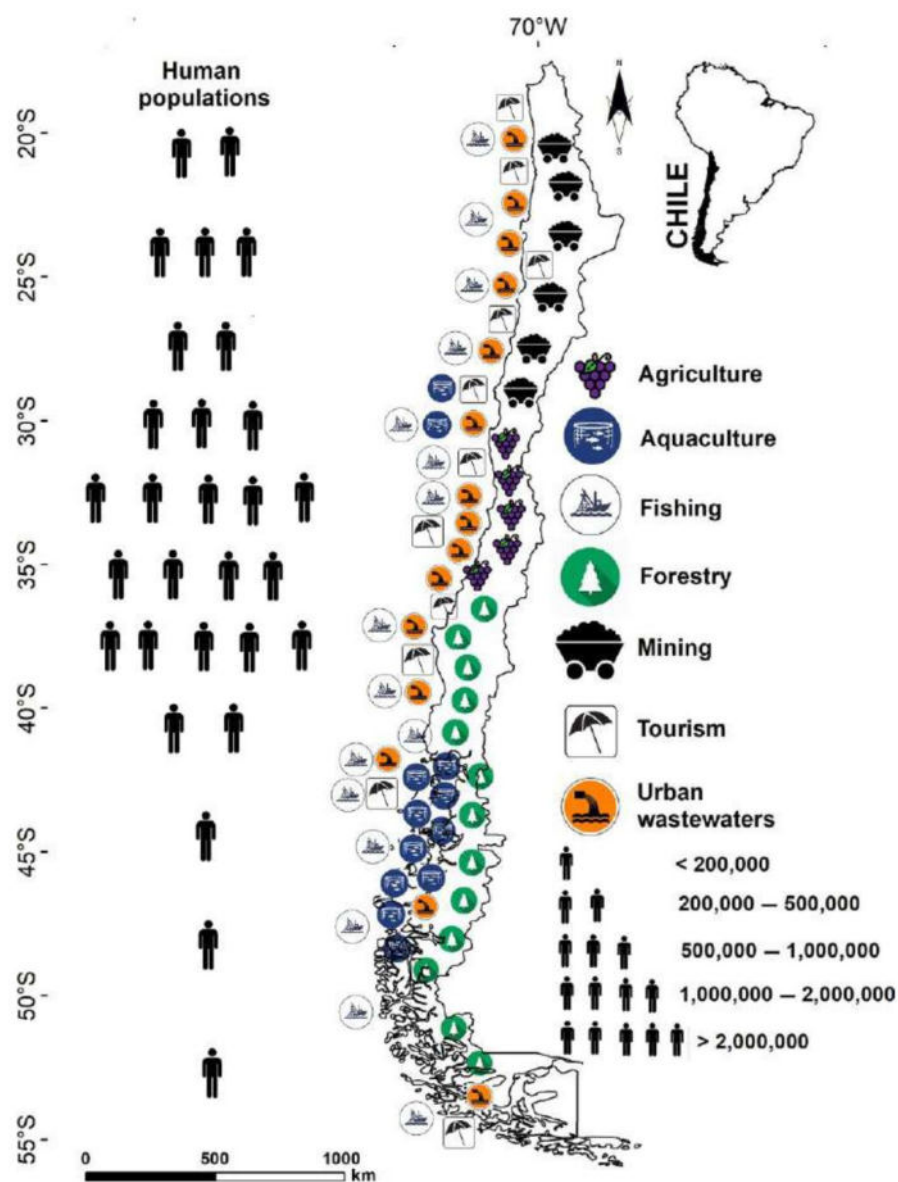 70°W
Human
populations
N
S
20°S
25°S
30°S
35°S
40°S
45°S
50°S
55°S
CHILE
Agriculture
Aquaculture
Fishing
Forestry
Mining
Tourism
Urban
wastewaters
< 200,000
200,000 — 500,000
500,000 — 1,000,000
1,000,000 — 2,000,000
> 2,000,000
0 500 1000
km